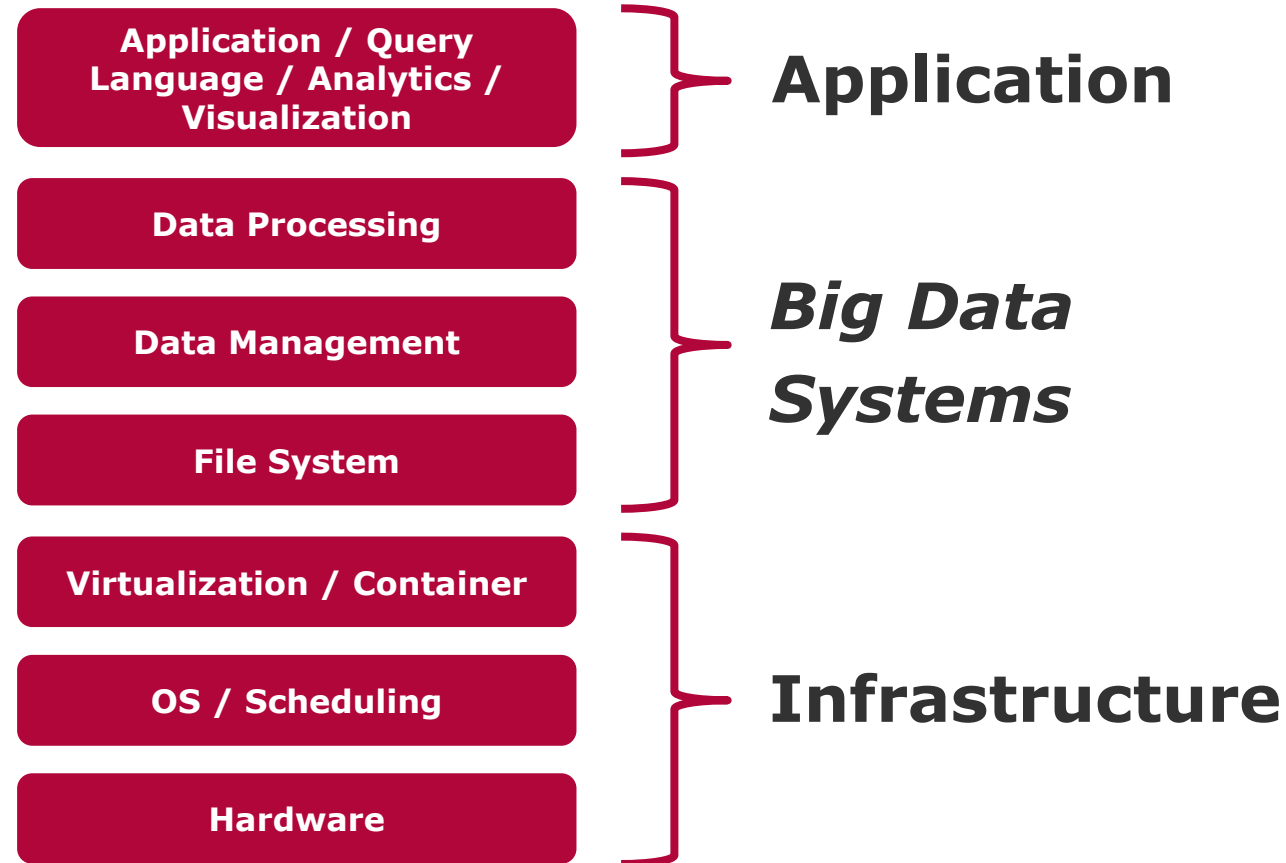 Application / Query
Language / Analytics /
Visualization
Application
Data Processing
Data Management
Big Data
Systems
File System
Virtualization / Container
OS / Scheduling
Infrastructure
Hardware